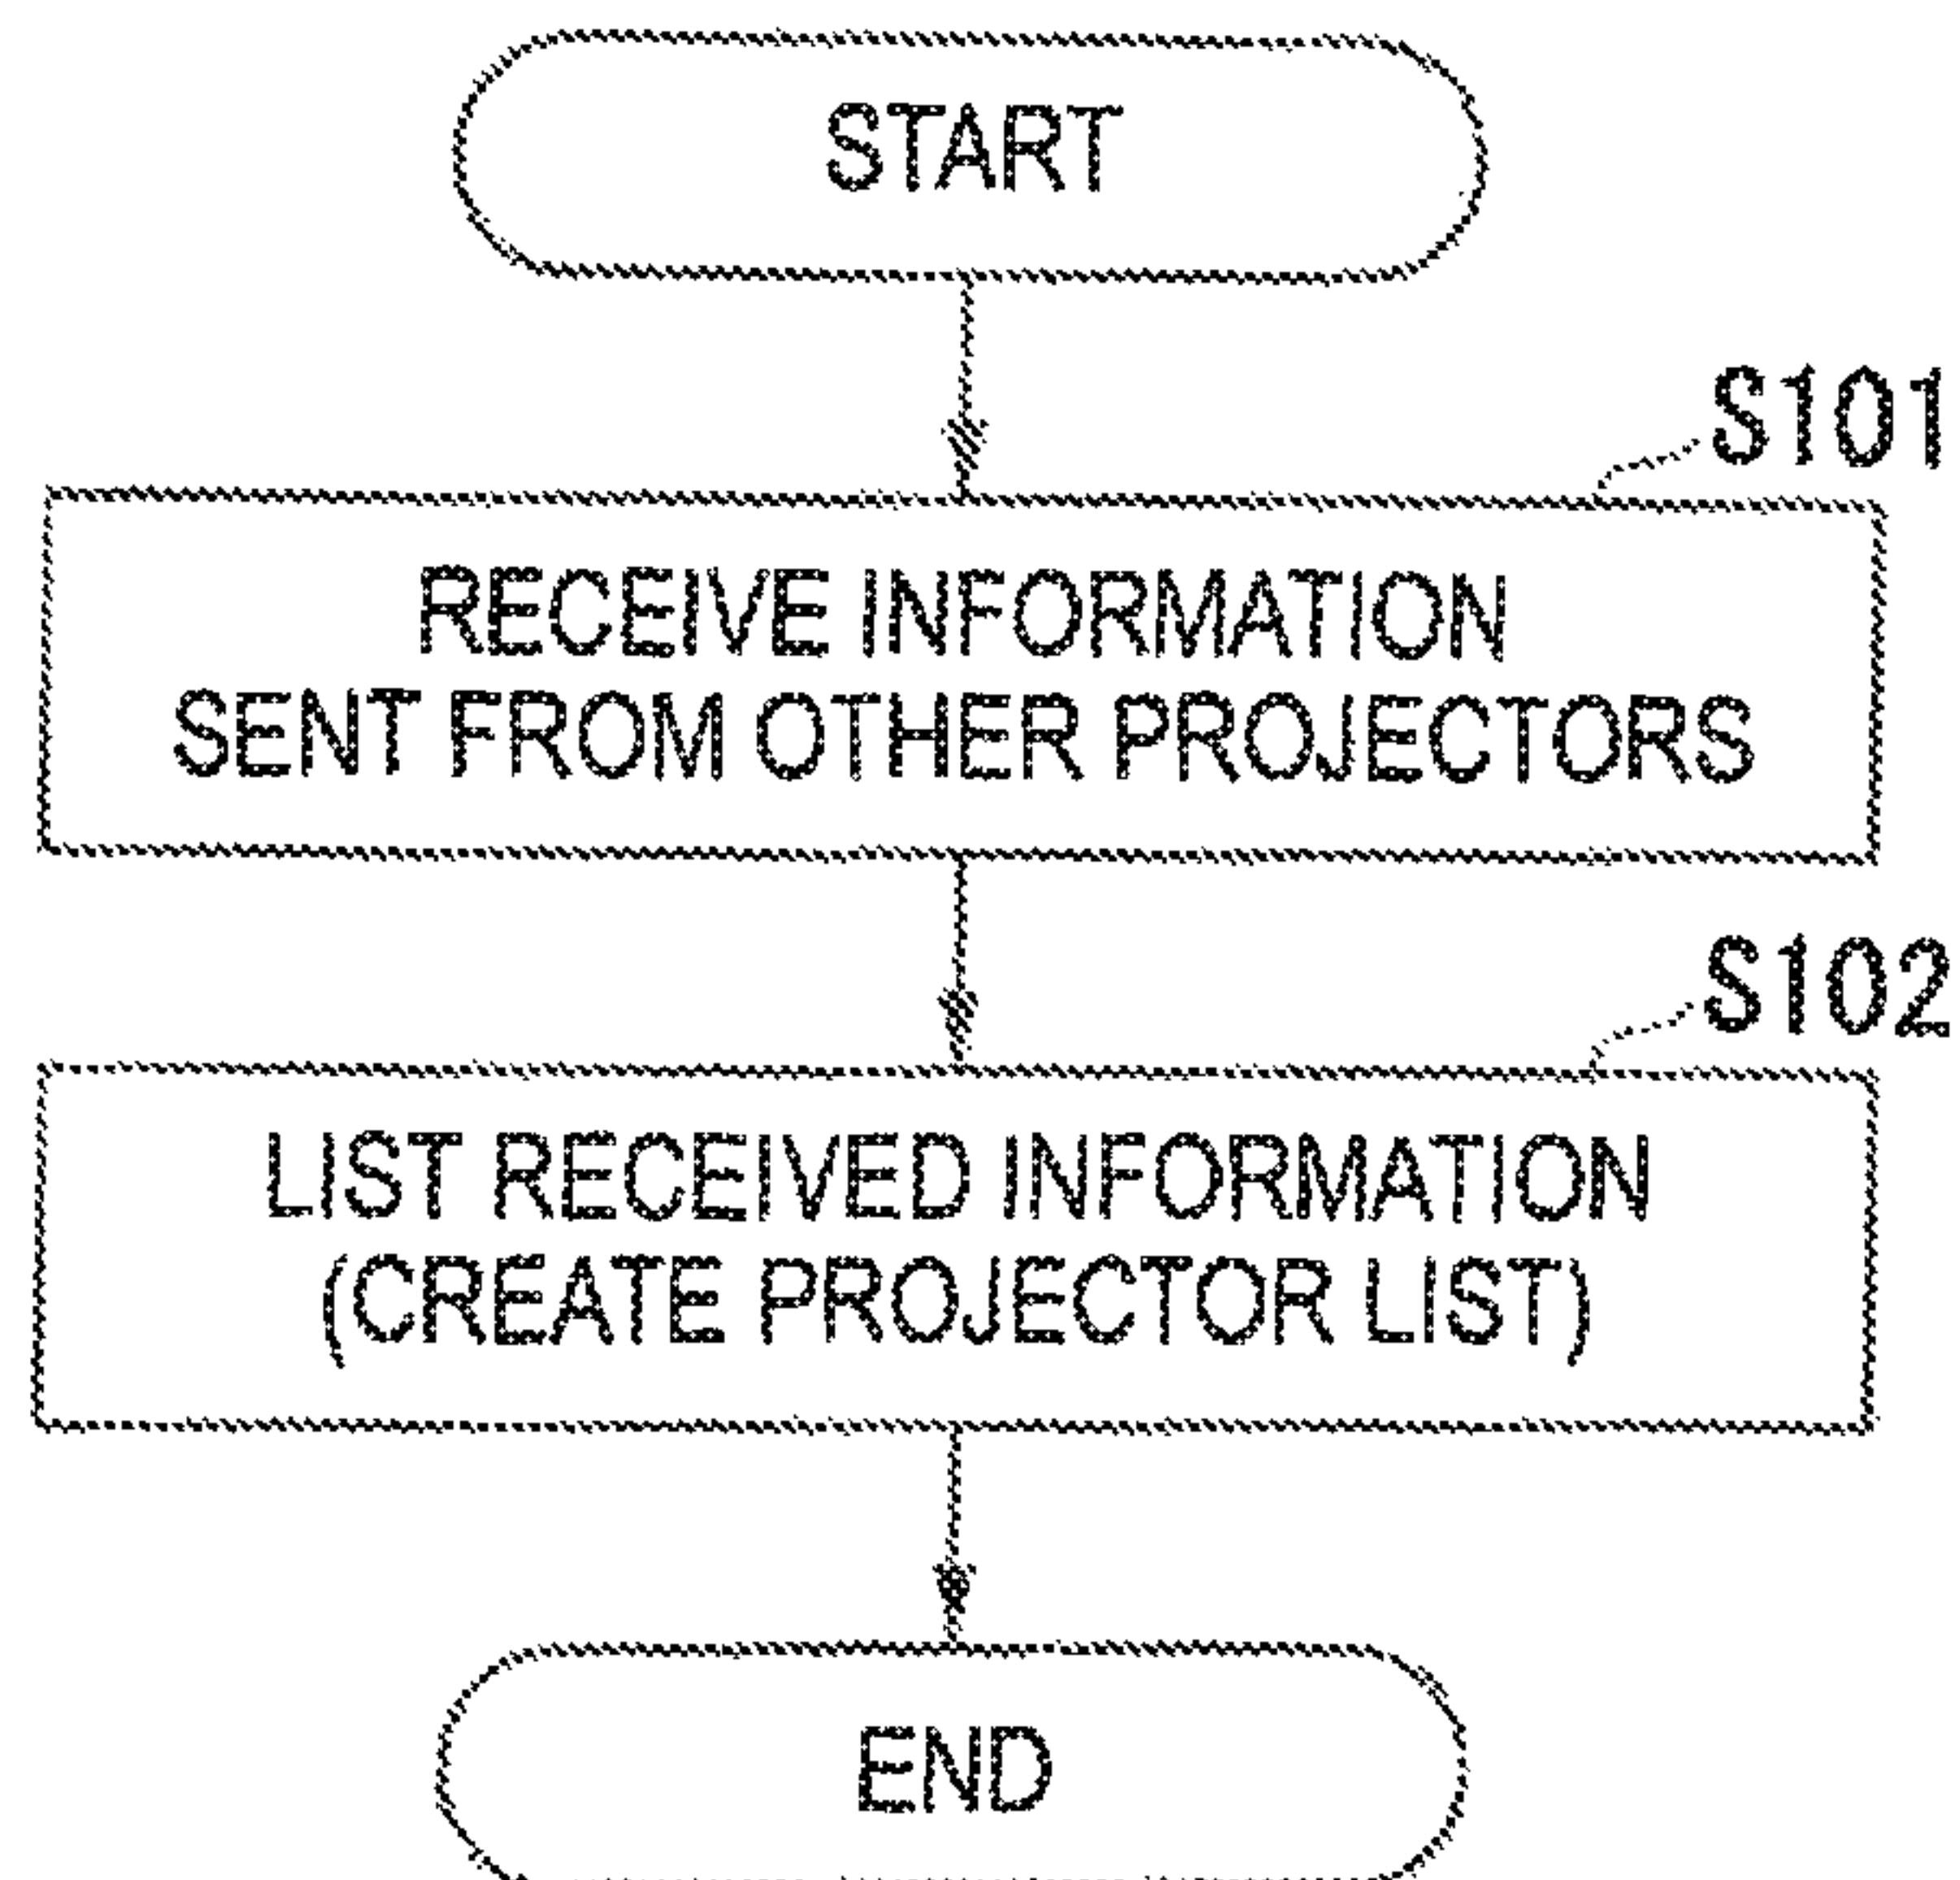 START
S101
RECEIVE INFORMATION
SENT FROM OTHER PROJECTORS
S102
LIST RECEIVED INFORMATION
(CREATE PROJECTOR LIST)
END